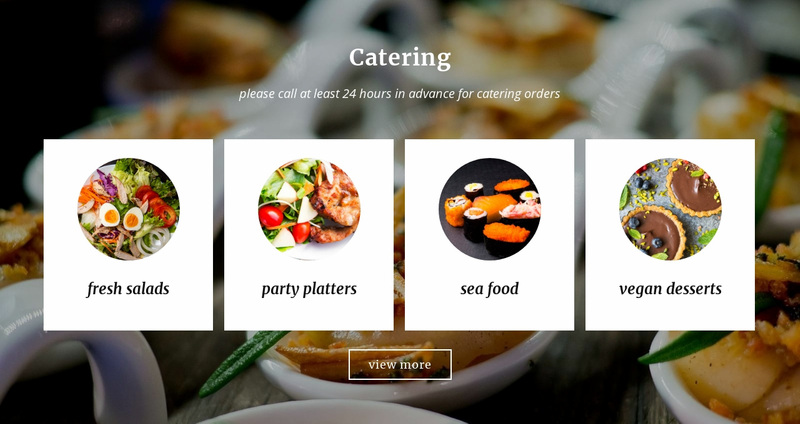 Catering
please call at least 24 hours in advance for catering orders
fresh salads
party platters
sea food
vegan desserts
view more